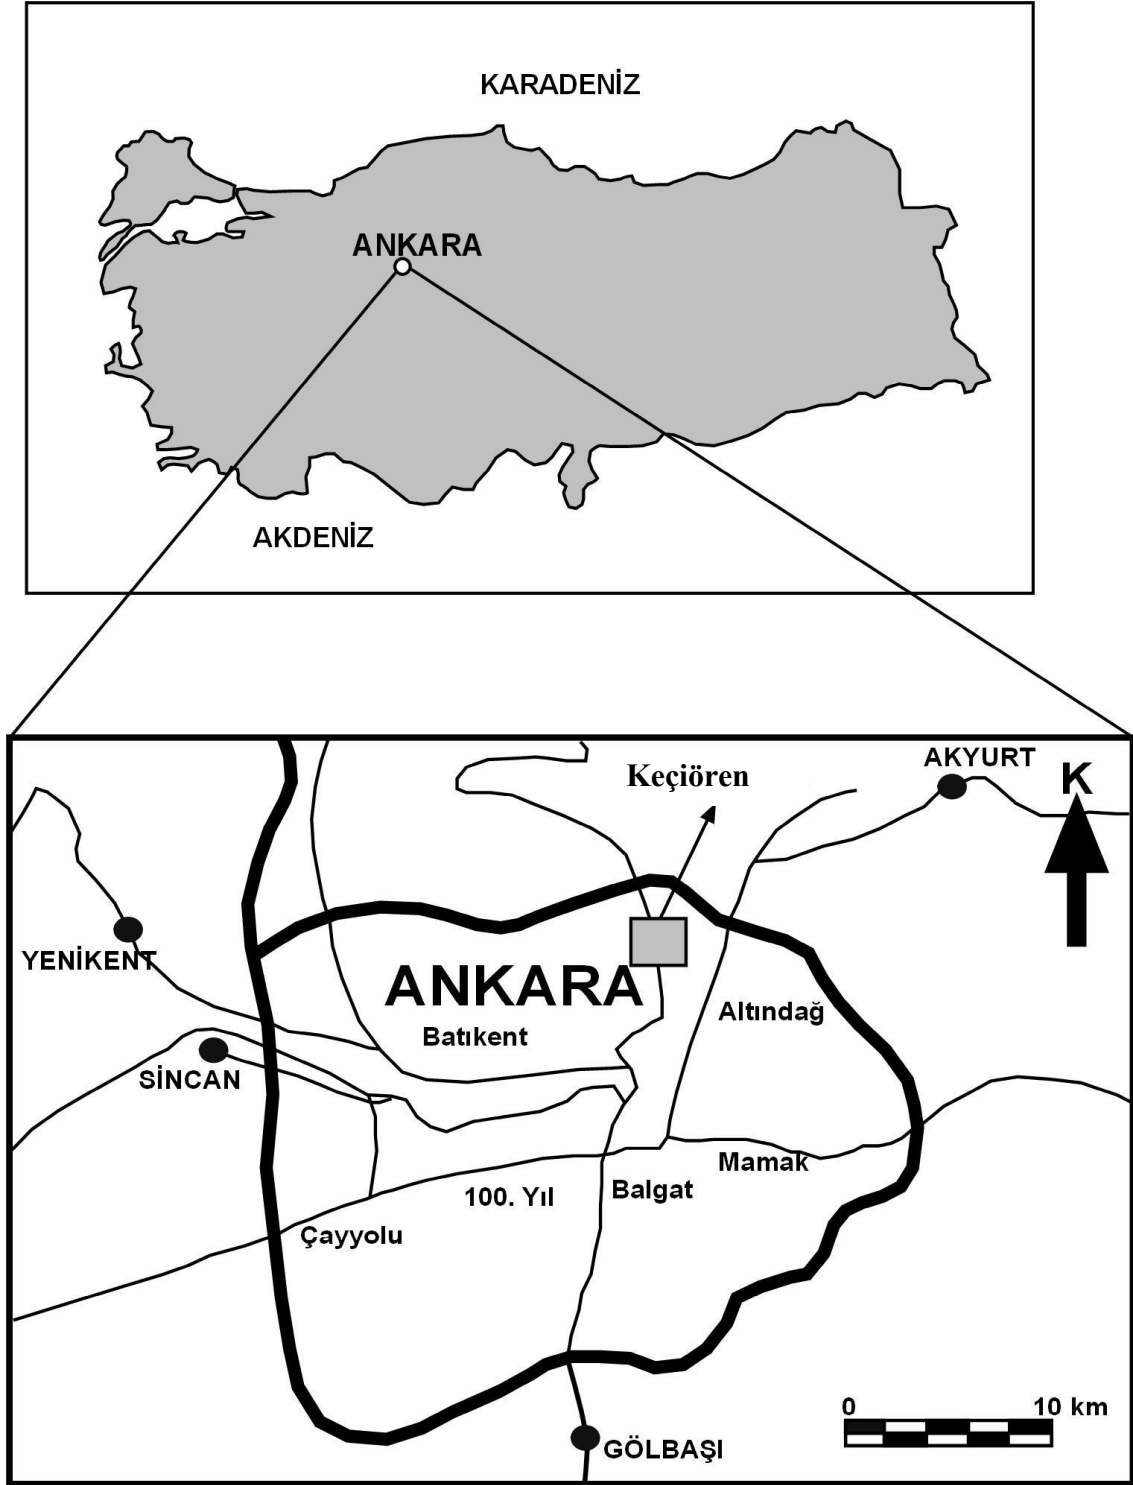 KARADENİZ
ANKARA
AKDENİZ
AKYURT
Keçiören
K
YENİKENT
ANKARA
Altındağ
Batıkent
SİNCAN
Mamak
Balgat
100. Yıl
Çayyolu
0 10 km
GÖLBAŞI